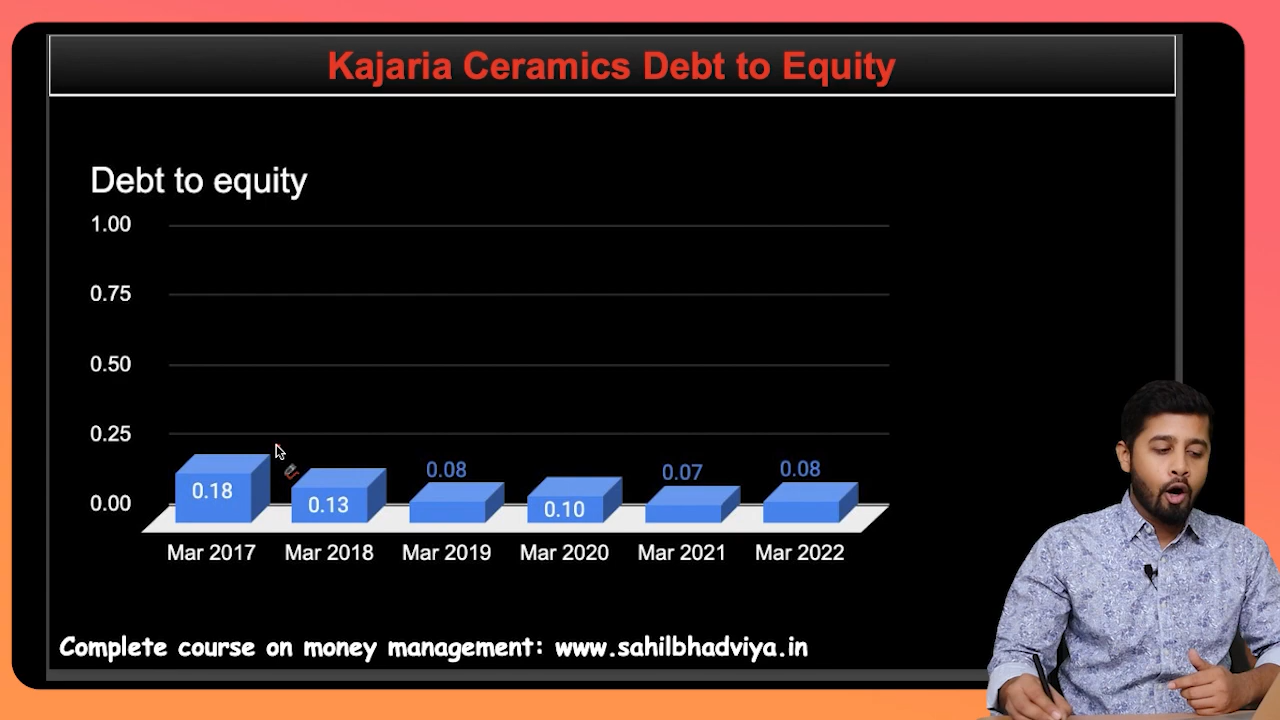 Kajaria Ceramics Debt to Equity
Debt to equity
1.00
0.75
0.50
0.25
0.00
0.18
0.13
0.08
0.10
0.07
0.08
Mar 2017
Mar 2018
Mar 2019
Mar 2020
Mar 2021
Mar 2022
Complete course on money management: www.sahilbhadviya.in